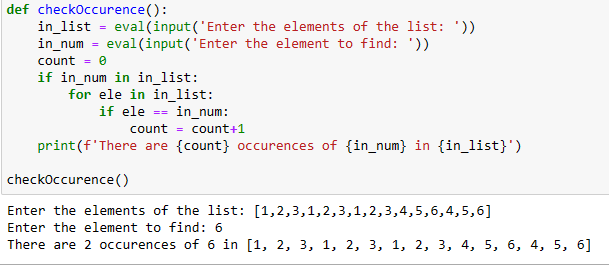 def checkOccurence():
    in_list = eval(input('Enter the elements of the list: '))
    in_num = eval(input('Enter the element to find: '))
    count = 0
    if in_num in in_list:
        for ele in in_list:
            if ele == in_num:
                count = count+1
    print(f'There are {count} occurences of {in_num} in {in_list}')
checkOccurence()
Enter the elements of the list: [1,2,3,1,2,3,1,2,3,4,5,6,4,5,6]
Enter the element to find: 6
There are 2 occurences of 6 in [1, 2, 3, 1, 2, 3, 1, 2, 3, 4, 5, 6, 4, 5, 6]